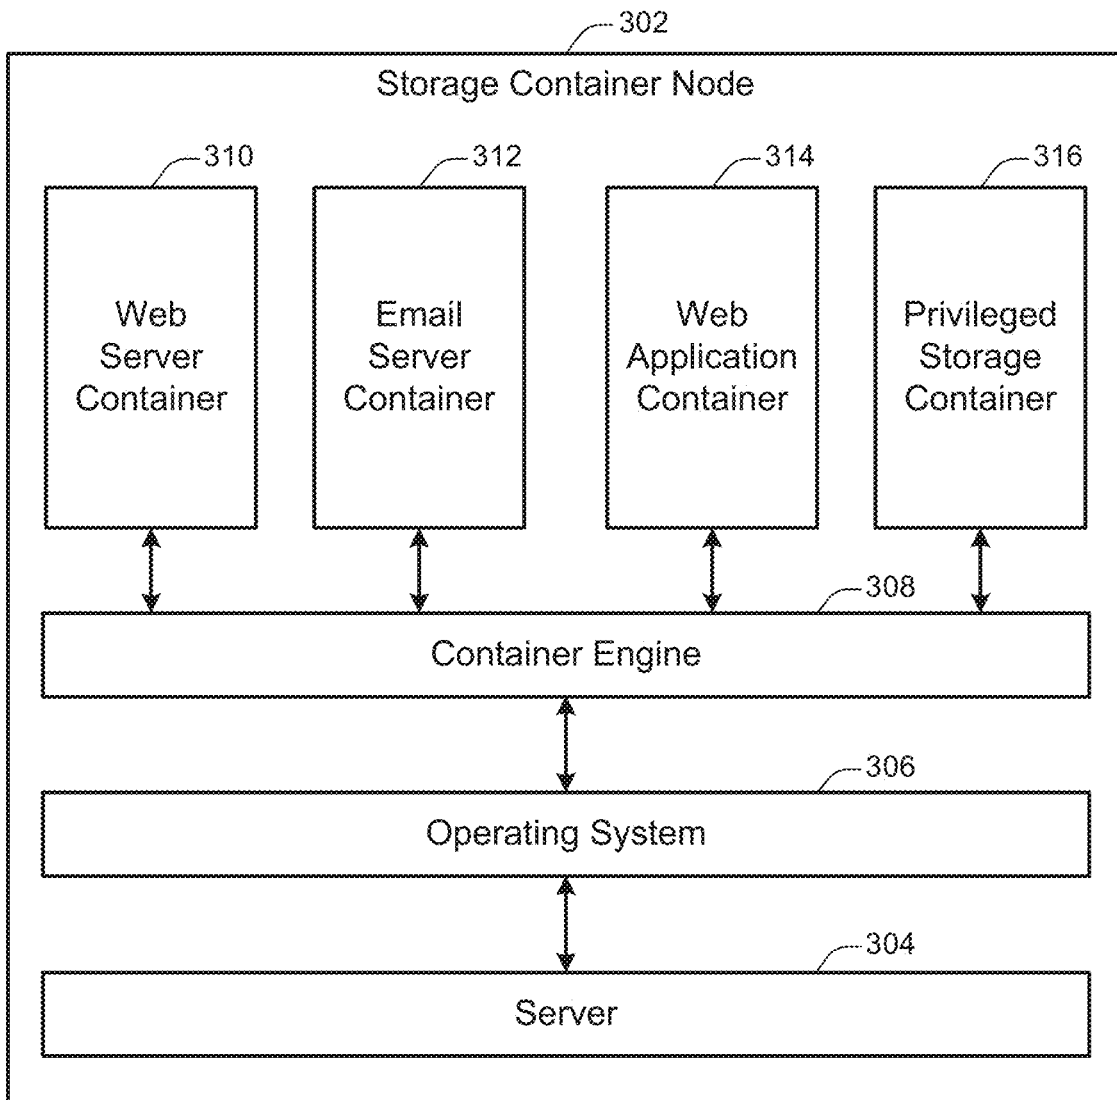 302
Storage Container Node
310 312 314 316
Web Email Web Privileged
Server Server Application Storage
Container Container Container Container
308
Container Engine
306
Operating System
304
Server